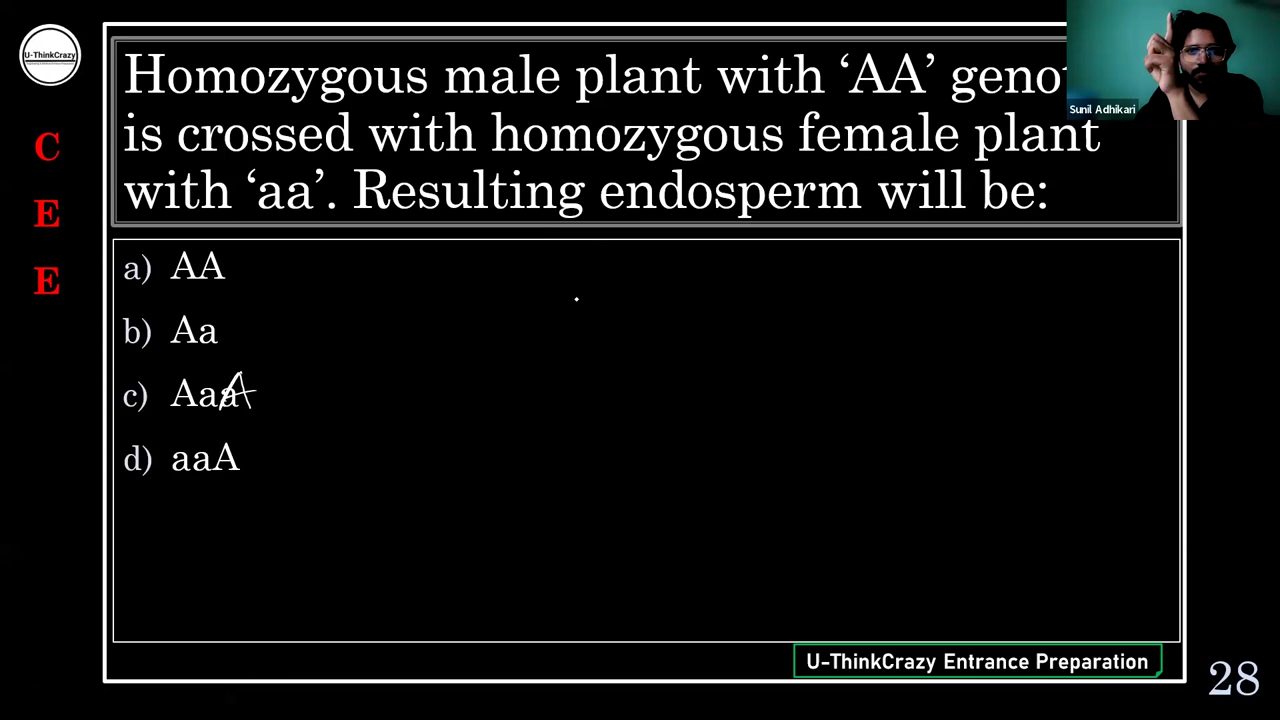 U-ThinkCrazy
C
E
E
Homozygous male plant with ‘AA’
is crossed with homozygous female plant
with ‘aa’. Resulting endosperm will be:
a) AA
b) Aa
c) Aaa A
d) aaA
Sunil Adhikari
U-ThinkCrazy Entrance Preparation
28